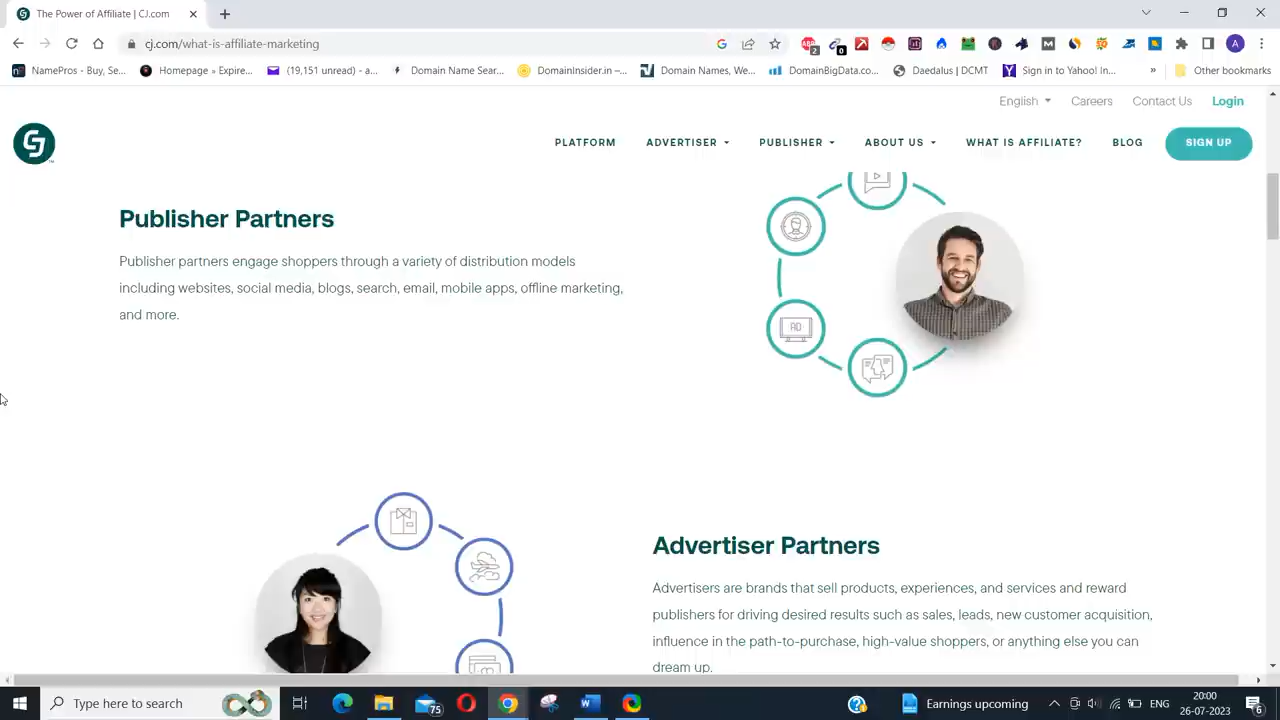 The Power of Affiliate | CJ.com
cj.com/what-is-affiliate-marketing
2
0
A
NamePros - Buy, Se...
Homepage » Expire...
(19,151 unread) - a...
Domain Name Sear...
DomainInsider.in –...
Domain Names, We...
DomainBigData.co...
Daedalus | DCMT
Sign in to Yahoo! In...
»
Other bookmarks
English
Careers
Contact Us
Login
PLATFORM
ADVERTISER
PUBLISHER
ABOUT US
WHAT IS AFFILIATE?
BLOG
SIGN UP
Publisher Partners
Publisher partners engage shoppers through a variety of distribution models
including websites, social media, blogs, search, email, mobile apps, offline marketing,
and more.
AD
Advertiser Partners
Advertisers are brands that sell products, experiences, and services and reward
publishers for driving desired results such as sales, leads, new customer acquisition,
influence in the path-to-purchase, high-value shoppers, or anything else you can
dream up.
Type here to search
75
Earnings upcoming
ENG
20:00
26-07-2023
6